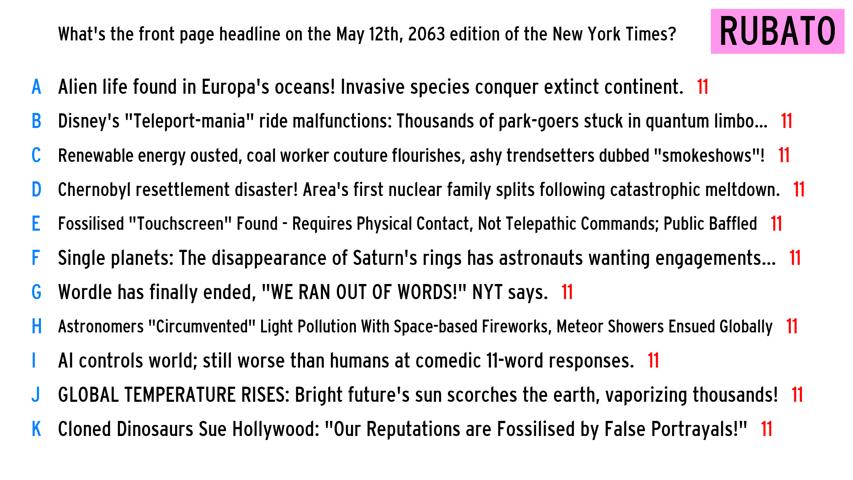 What's the front page headline on the May 12th, 2063 edition of the New York Times?
RUBATO
A Alien life found in Europa's oceans! Invasive species conquer extinct continent. 11
B Disney's "Teleport-mania" ride malfunctions: Thousands of park-goers stuck in quantum limbo... 11
C Renewable energy ousted, coal worker couture flourishes, ashy trendsetters dubbed "smokeshows"! 11
D Chernobyl resettlement disaster! Area's first nuclear family splits following catastrophic meltdown. 11
E Fossilised "Touchscreen" Found - Requires Physical Contact, Not Telepathic Commands; Public Baffled 11
F Single planets: The disappearance of Saturn's rings has astronauts wanting engagements... 11
G Wordle has finally ended, "WE RAN OUT OF WORDS!" NYT says. 11
H Astronomers "Circumvented" Light Pollution With Space-based Fireworks, Meteor Showers Ensued Globally 11
I AI controls world; still worse than humans at comedic 11-word responses. 11
J GLOBAL TEMPERATURE RISES: Bright future's sun scorches the earth, vaporizing thousands! 11
K Cloned Dinosaurs Sue Hollywood: "Our Reputations are Fossilised by False Portrayals!" 11